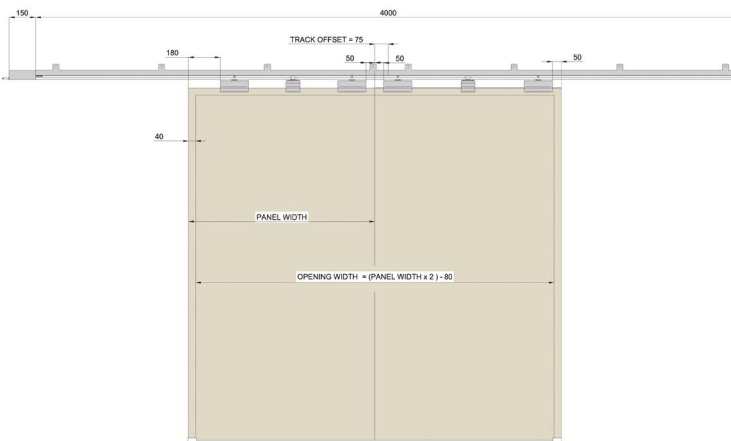 150
4000
TRACK OFFSET = 75
180
50
50
50
40
PANEL WIDTH
OPENING WIDTH = (PANEL WIDTH x 2 ) - 80